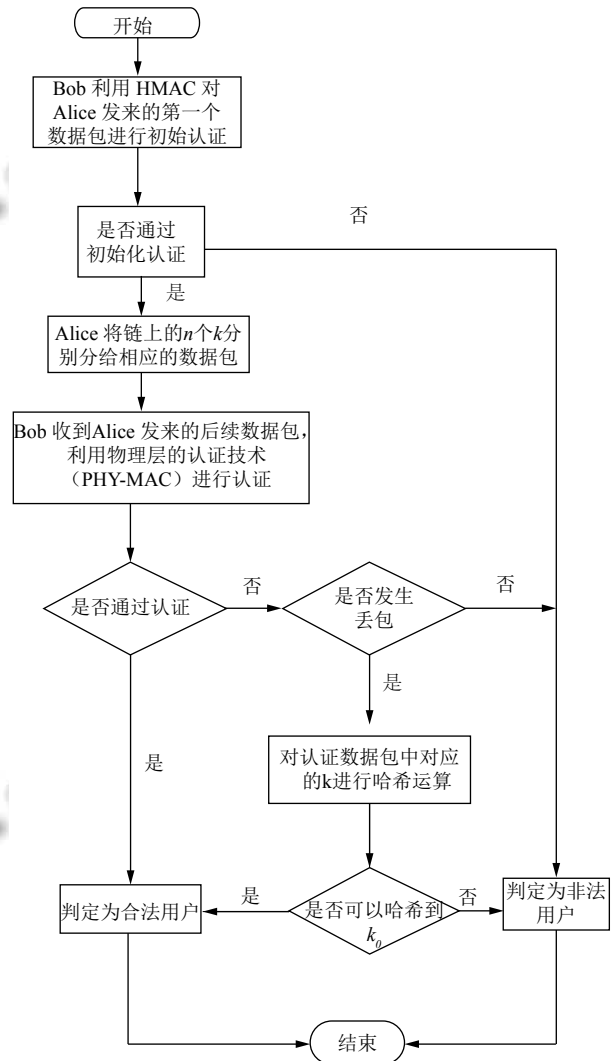 开始
Bob 利用 HMAC 对
Alice 发来的第一个
数据包进行初始认证
是否通过
初始化认证
否
是
Alice 将链上的n个k分
别分给相应的数据包
Bob 收到Alice 发来的后续数据包，
利用物理层的认证技术
（PHY-MAC）进行认证
是否通过认证
否
是否发生
丢包
否
是
是
对认证数据包中对应
的k进行哈希运算
判定为合法用户
是
是否可以哈希到
k0
否
判定为非法
用户
结束